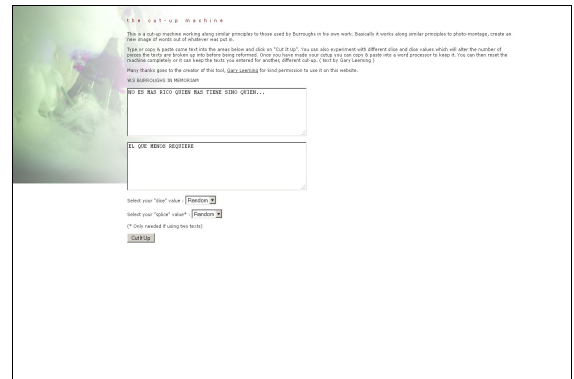 the cut-up machine
This is a cut-up machine working along similar principles to those used by Burroughs in his own work. Basically it works along similar principles to photo-montage, create an
new image of words out of whatever was put in.
Type or copy & paste some text into the areas below and click on "Cut It Up". You can also experiment with different slice and dice values which will alter the number of
pieces the texts are broken up into before being reformed. Once you have made your cutup you can copy & paste into a word processor to keep it. You can then reset the
machine completely or it can keep the texts you entered for another, different cut-up. ( text by Gary Leeming )
Many thanks goes to the creator of this tool, Gary Leeming for kind permission to use it on this website.
W.S BURROUGHS IN MEMORIAM
NO ES MAS RICO QUIEN MAS TIENE SINO QUIEN...
EL QUE MENOS REQUIERE
Select your "dice" value : Random
Select your "splice" value* : Random
(* Only needed if using two texts)
Cut It Up